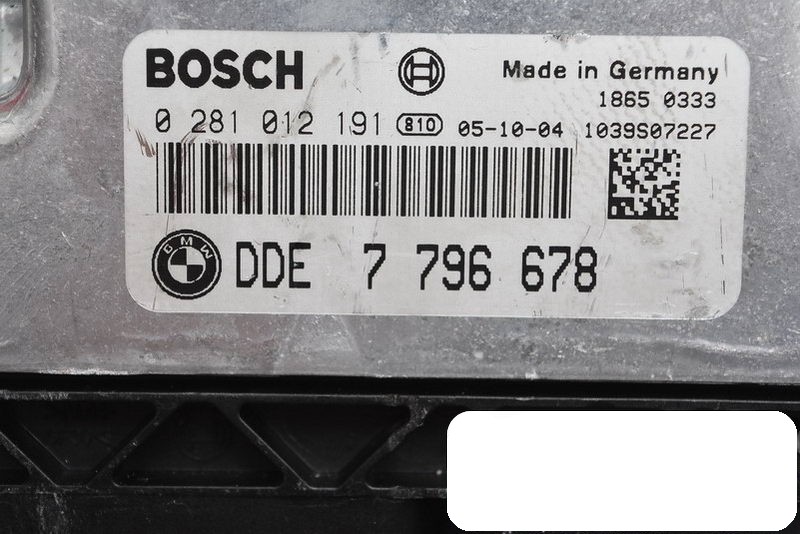 BOSCH
Made in Germany
1865 0333
0 281 012 191 810 05-10-04 1039S07227
BMW DDE 7 796 678